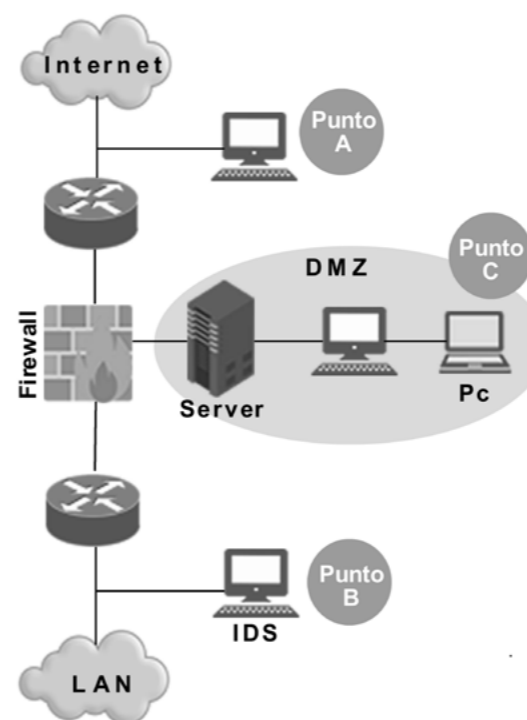 Internet
Punto
A
Punto
C
DMZ
Firewall
Server
Pc
Punto
B
IDS
LAN